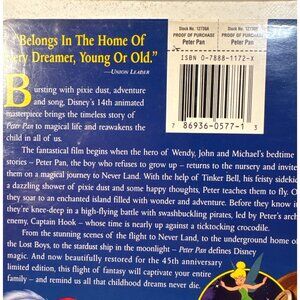 "Belongs In The Home Of
ery Dreamer, Young Or Old."
—UNION LEADER
Stock No. 12730A
PROOF OF PURCHASE
Peter Pan
PROOF OF PURCHASE
Peter Pan
ISBN 0-7888-1172-X
7 86936 0577-1 3
Bursting with pixie dust, adventure
and song, Disney's 14th animated
masterpiece brings the timeless story of
Peter Pan to magical life and reawakens the
child in all of us.
The fantastical film begins when the hero of Wendy, John and Michael's bedtime
stories – Peter Pan, the boy who refuses to grow up – returns to the nursery and invites
them on a magical journey to Never Land. With the help of Tinker Bell, his feisty sidekick,
a dazzling shower of pixie dust and some happy thoughts, Peter teaches them to fly. O
they soar to an enchanted island filled with wonder and adventure. Before they know it
they're knee-deep in a high-flying battle with swashbuckling pirates, led by Peter's arch
enemy, Captain Hook – whose time is nearly up against a ticktocking crocodile.
From the stunning scenes of the flight to Never Land, to the underground home of
the Lost Boys, to the stardust ship in the moonlight – Peter Pan defines Disney
magic. And now beautifully restored for the 45th anniversary
limited edition, this flight of fantasy will captivate your entire
family – and remind us all that childhood dreams never die.